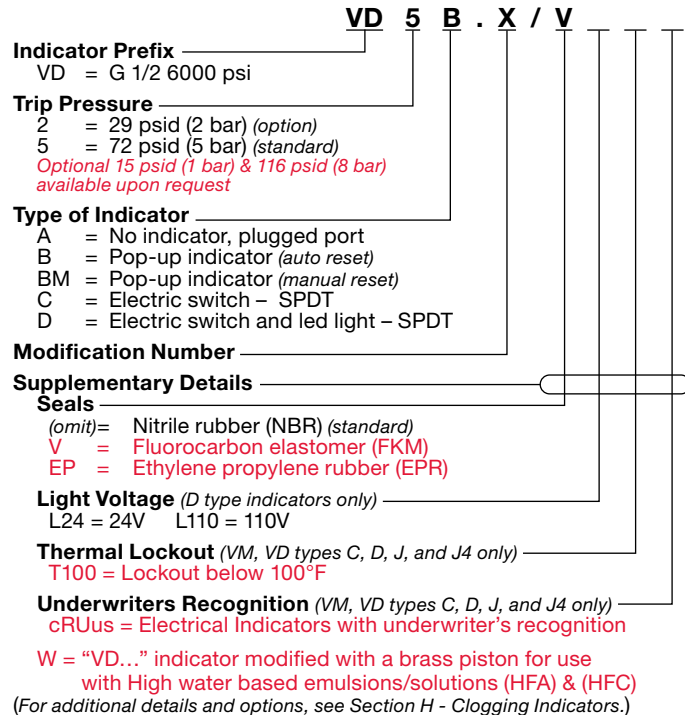 VD 5 B . X / V
Indicator Prefix
VD = G 1/2 6000 psi
Trip Pressure
2 = 29 psid (2 bar) (option)
5 = 72 psid (5 bar) (standard)
Optional 15 psid (1 bar) & 116 psid (8 bar)
available upon request
Type of Indicator
A = No indicator, plugged port
B = Pop-up indicator (auto reset)
BM = Pop-up indicator (manual reset)
C = Electric switch – SPDT
D = Electric switch and led light – SPDT
Modification Number
Supplementary Details
Seals
(omit)= Nitrile rubber (NBR) (standard)
V = Fluorocarbon elastomer (FKM)
EP = Ethylene propylene rubber (EPR)
Light Voltage (D type indicators only)
L24 = 24V L110 = 110V
Thermal Lockout (VM, VD types C, D, J, and J4 only)
T100 = Lockout below 100°F
Underwriters Recognition (VM, VD types C, D, J, and J4 only)
cRUus = Electrical Indicators with underwriter's recognition
W = “VD…” indicator modified with a brass piston for use
with High water based emulsions/solutions (HFA) & (HFC)
(For additional details and options, see Section H - Clogging Indicators.)